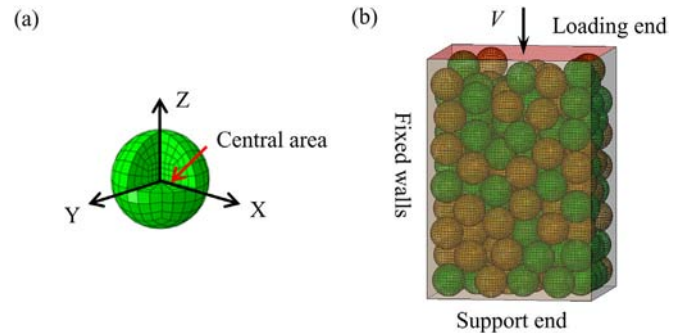 (a)
Z
Central area
Y
X
(b)
V
Loading end
Fixed walls
Support end